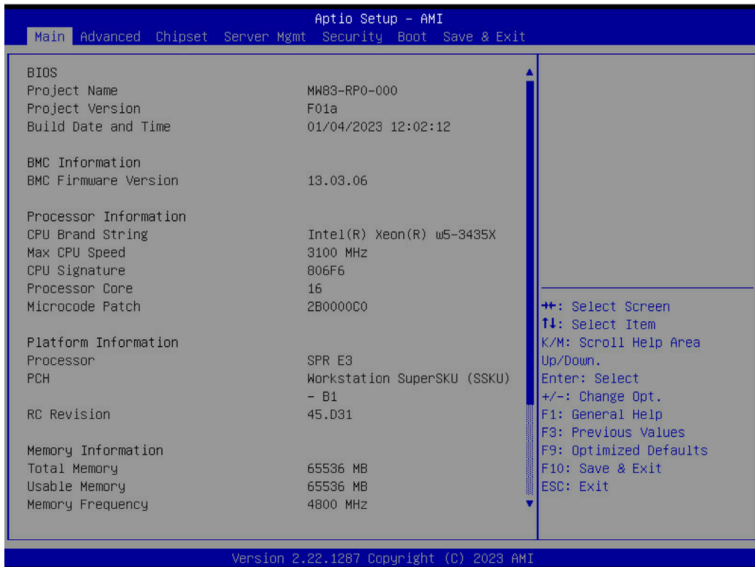 Aptio Setup - AMI
Main Advanced Chipset Server Mgmt Security Boot Save & Exit
BIOS
Project Name MW83-RP0-000
Project Version F01a
Build Date and Time 01/04/2023 12:02:12
BMC Information
BMC Firmware Version 13.03.06
Processor Information
CPU Brand String Intel(R) Xeon(R) w5-3435X
Max CPU Speed 3100 MHz
CPU Signature 806F6
Processor Core 16
Microcode Patch 2B0000C0
Platform Information
Processor SPR E3
PCH Workstation SuperSKU (SSKU)
- B1
RC Revision 45.D31
Memory Information
Total Memory 65536 MB
Usable Memory 65536 MB
Memory Frequency 4800 MHz
→←: Select Screen
↑↓: Select Item
K/M: Scroll Help Area
Up/Down.
Enter: Select
+/-: Change Opt.
F1: General Help
F3: Previous Values
F9: Optimized Defaults
F10: Save & Exit
ESC: Exit
Version 2.22.1287 Copyright (C) 2023 AMI